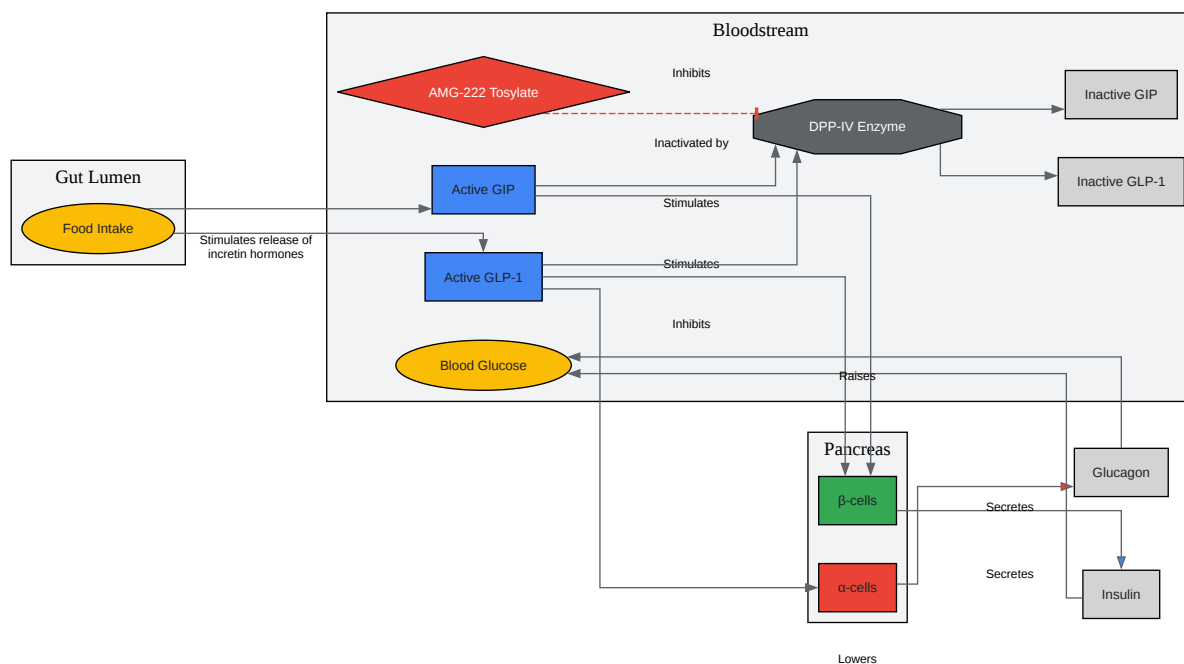 Bloodstream
Inhibits
AMG-222 Tosylate
Inactive GIP
DPP-IV Enzyme
Inactivated by
Gut Lumen
Active GIP
Inactive GLP-1
Stimulates
Food Intake
Stimulates release of
incretin hormones
Stimulates
Active GLP-1
Inhibits
Blood Glucose
Raises
Pancreas
Glucagon
β-cells
Secretes
Secretes
α-cells
Insulin
Lowers